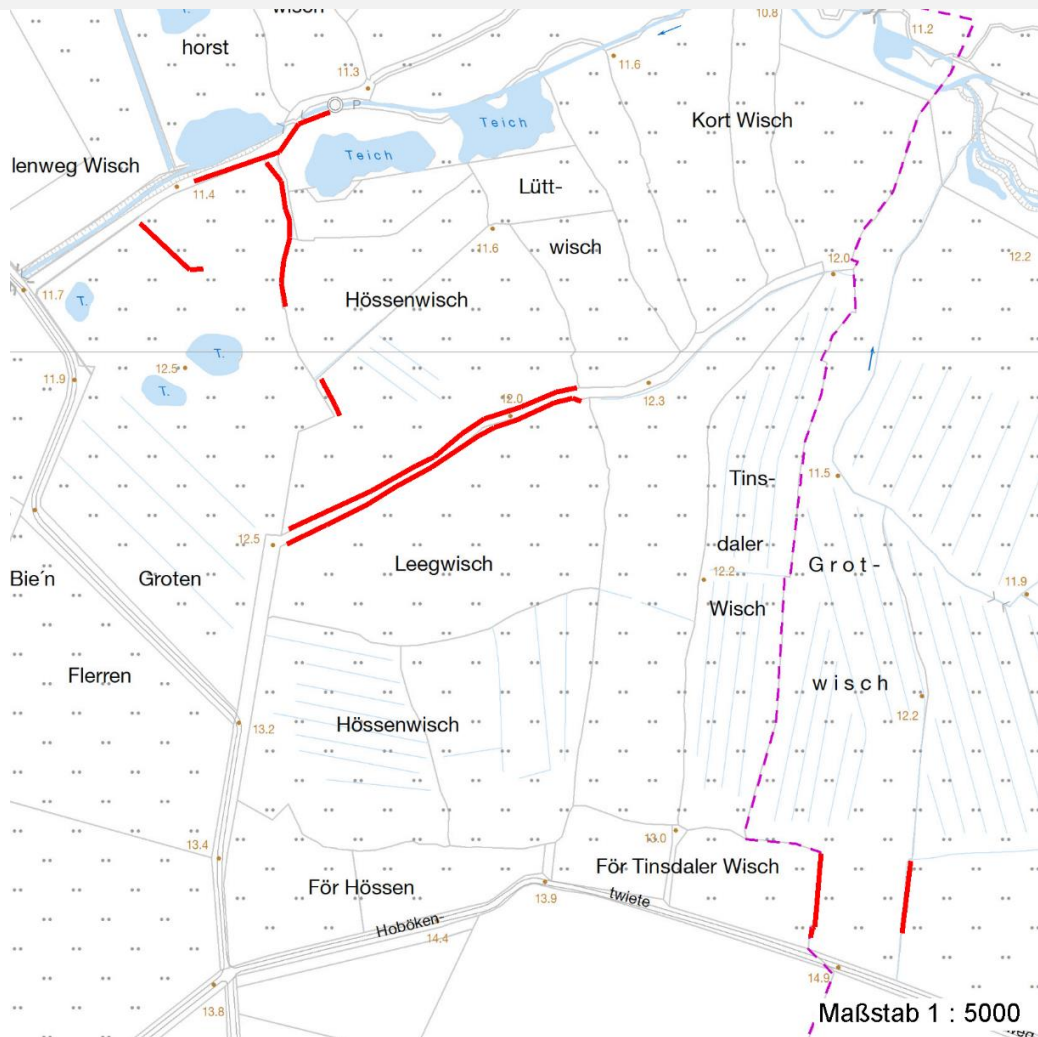 wisch
T.
10.8
11.2
horst
11.6
11.3
P
Teich
Kort Wisch
Teich
lenweg Wisch
11.4
Lütt-
11.6
wisch
12.2
12.0
11.7
T.
Hössenwisch
T.
12.5
11.9
T.
12.0
12.3
Tins-
11.5
12.5
daler
Bie´n
Groten
Leegwisch
12.2
Grot-
11.9
Wisch
Flerren
wisch
12.2
13.2
Hössenwisch
13.0
13.4
För Tinsdaler Wisch
För Hössen
13.9
twiete
Hoböken-
14.4
14.9
13.8
Maßstab 1 : 5000